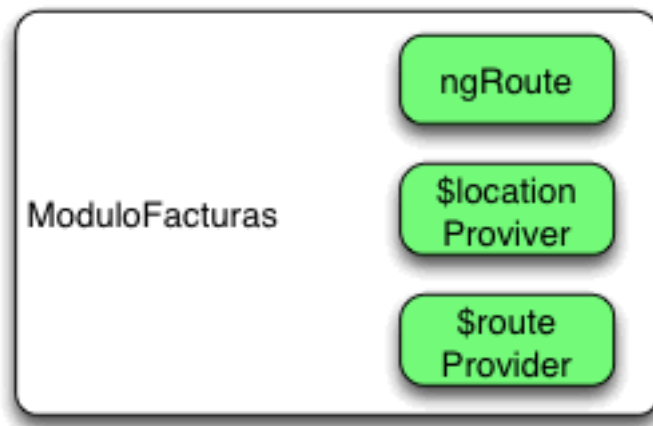 ngRoute
ModuloFacturas
$location
Proviver
$route
Provider